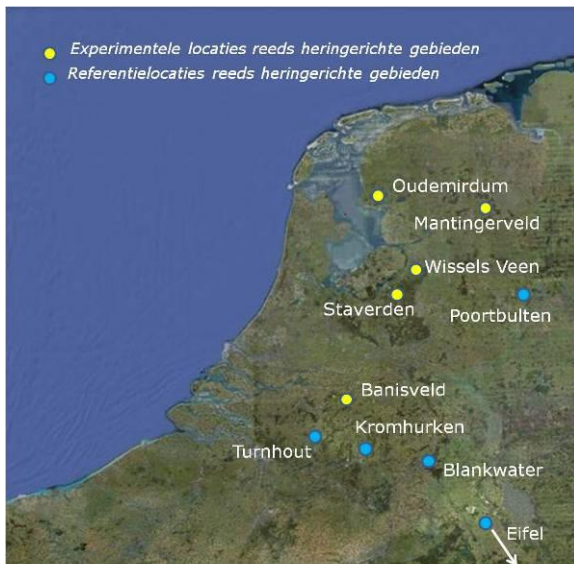 Experimentele locaties reeds heringerichte gebieden
Referentielocaties reeds heringerichte gebieden
Oudemirdum
Mantingerveld
Wissels Veen
Staverden
Poortbulten
Banisveld
Kromhurken
Turnhout
Blankwater
Eifel